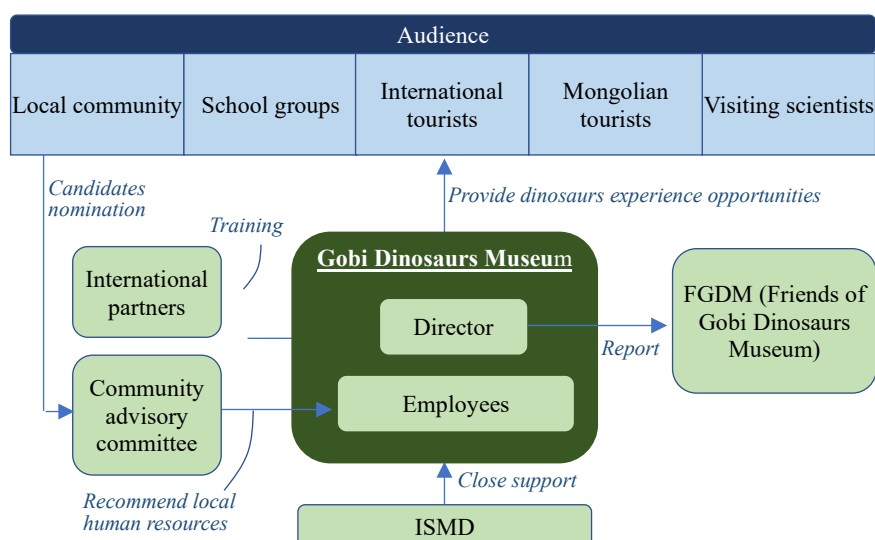 Audience
Local community
School groups
International
tourists
Mongolian
tourists
Visiting scientists
Candidates
nomination
Provide dinosaurs experience opportunities
Training
Gobi Dinosaurs Museum
International
partners
Director
FGDM (Friends of
Gobi Dinosaurs
Museum)
Report
Community
advisory
committee
Employees
Recommend local
human resources
Close support
ISMD